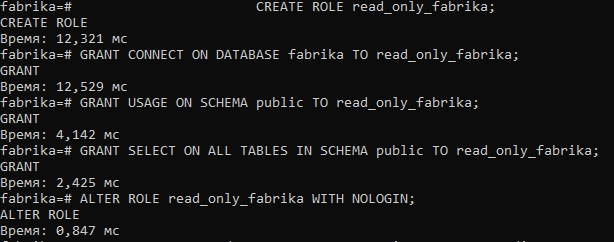 fabrika=# CREATE ROLE read_only_fabrika;
CREATE ROLE
Время: 12,321 мс
fabrika=# GRANT CONNECT ON DATABASE fabrika TO read_only_fabrika;
GRANT
Время: 12,529 мс
fabrika=# GRANT USAGE ON SCHEMA public TO read_only_fabrika;
GRANT
Время: 4,142 мс
fabrika=# GRANT SELECT ON ALL TABLES IN SCHEMA public TO read_only_fabrika;
GRANT
Время: 2,425 мс
fabrika=# ALTER ROLE read_only_fabrika WITH NOLOGIN;
ALTER ROLE
Время: 0,847 мс